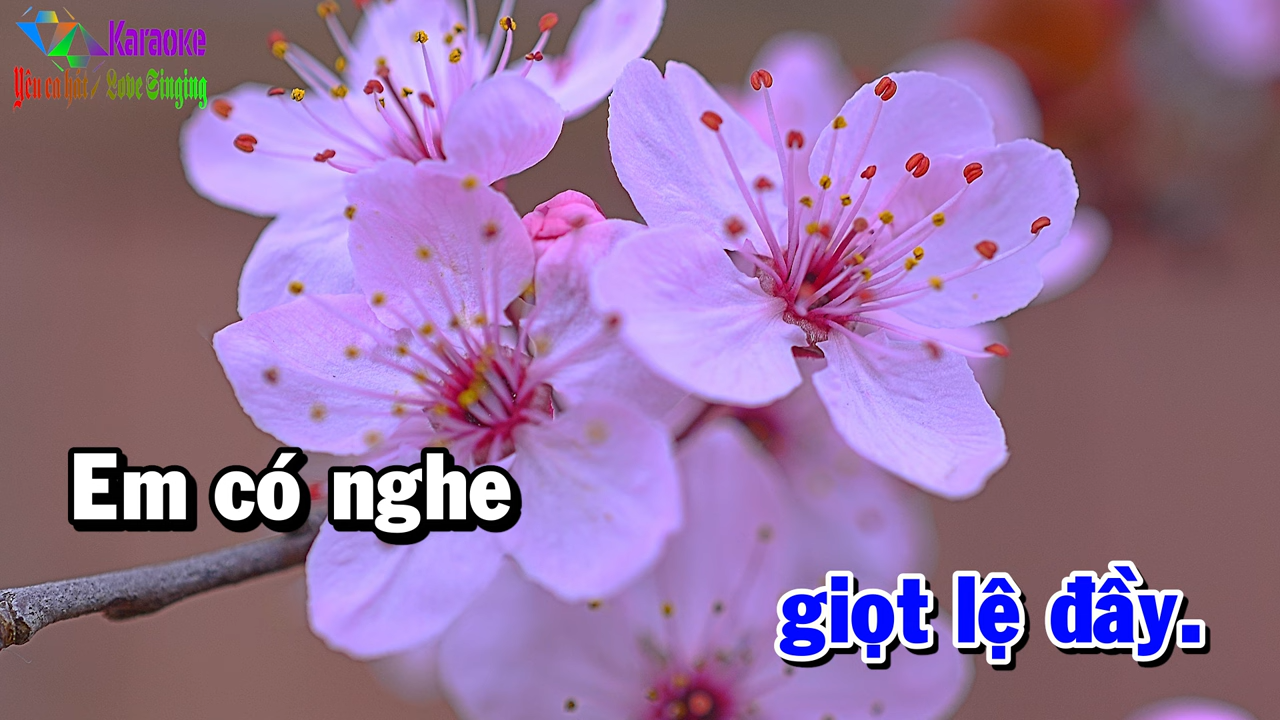 Karaoke
Yêu ca hát / Love Singing
Em có nghe
giọt lệ đầy.